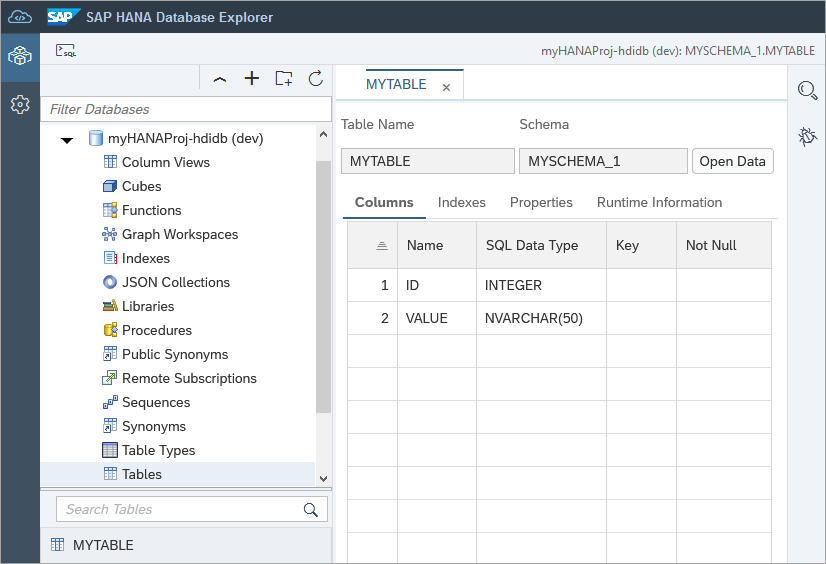 SAP SAP HANA Database Explorer
SQL
myHANAProj-hdidb (dev): MYSCHEMA_1.MYTABLE
Filter Databases
myHANAProj-hdidb (dev)
Column Views
Cubes
Functions
Graph Workspaces
Indexes
JSON Collections
Libraries
Procedures
Public Synonyms
Remote Subscriptions
Sequences
Synonyms
Table Types
Tables
Search Tables
MYTABLE
MYTABLE
Table Name Schema
MYTABLE MYSCHEMA_1 Open Data
Columns Indexes Properties Runtime Information
Name SQL Data Type Key Not Null
1 ID INTEGER
2 VALUE NVARCHAR(50)